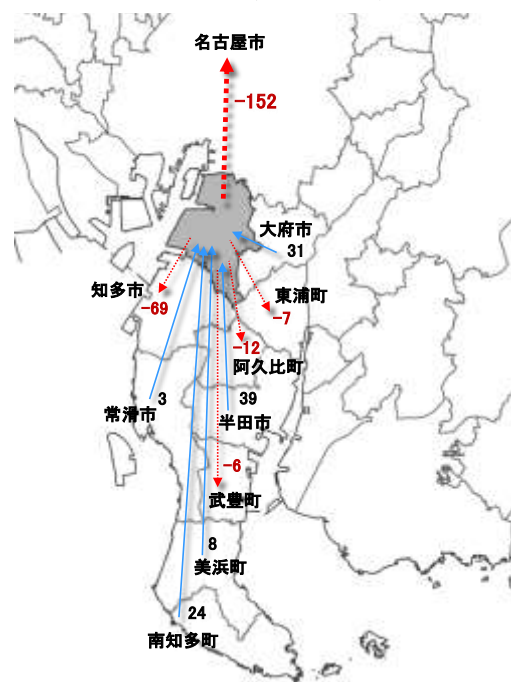 名古屋市
-152
大府市
31
知多市
-69
東浦町
-7
-12
阿久比町
3
常滑市
39
半田市
-6
武豊町
8
美浜町
24
南知多町